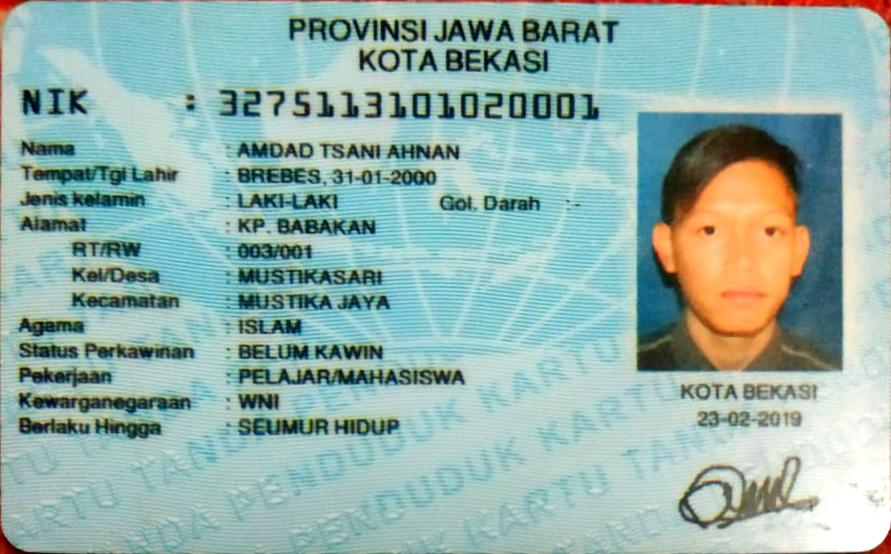 PROVINSI JAWA BARAT
KOTA BEKASI
NIK : 3275113101020001
Nama : AMDAD TSANI AHNAN
Tempat/Tgl Lahir : BREBES, 31-01-2000
Jenis kelamin : LAKI-LAKI Gol. Darah :-
Alamat : KP. BABAKAN
RT/RW : 003/001
Kel/Desa : MUSTIKASARI
Kecamatan : MUSTIKA JAYA
Agama : ISLAM
Status Perkawinan : BELUM KAWIN
Pekerjaan : PELAJAR/MAHASISWA
Kewarganegaraan : WNI
Berlaku Hingga : SEUMUR HIDUP
KOTA BEKASI
23-02-2019